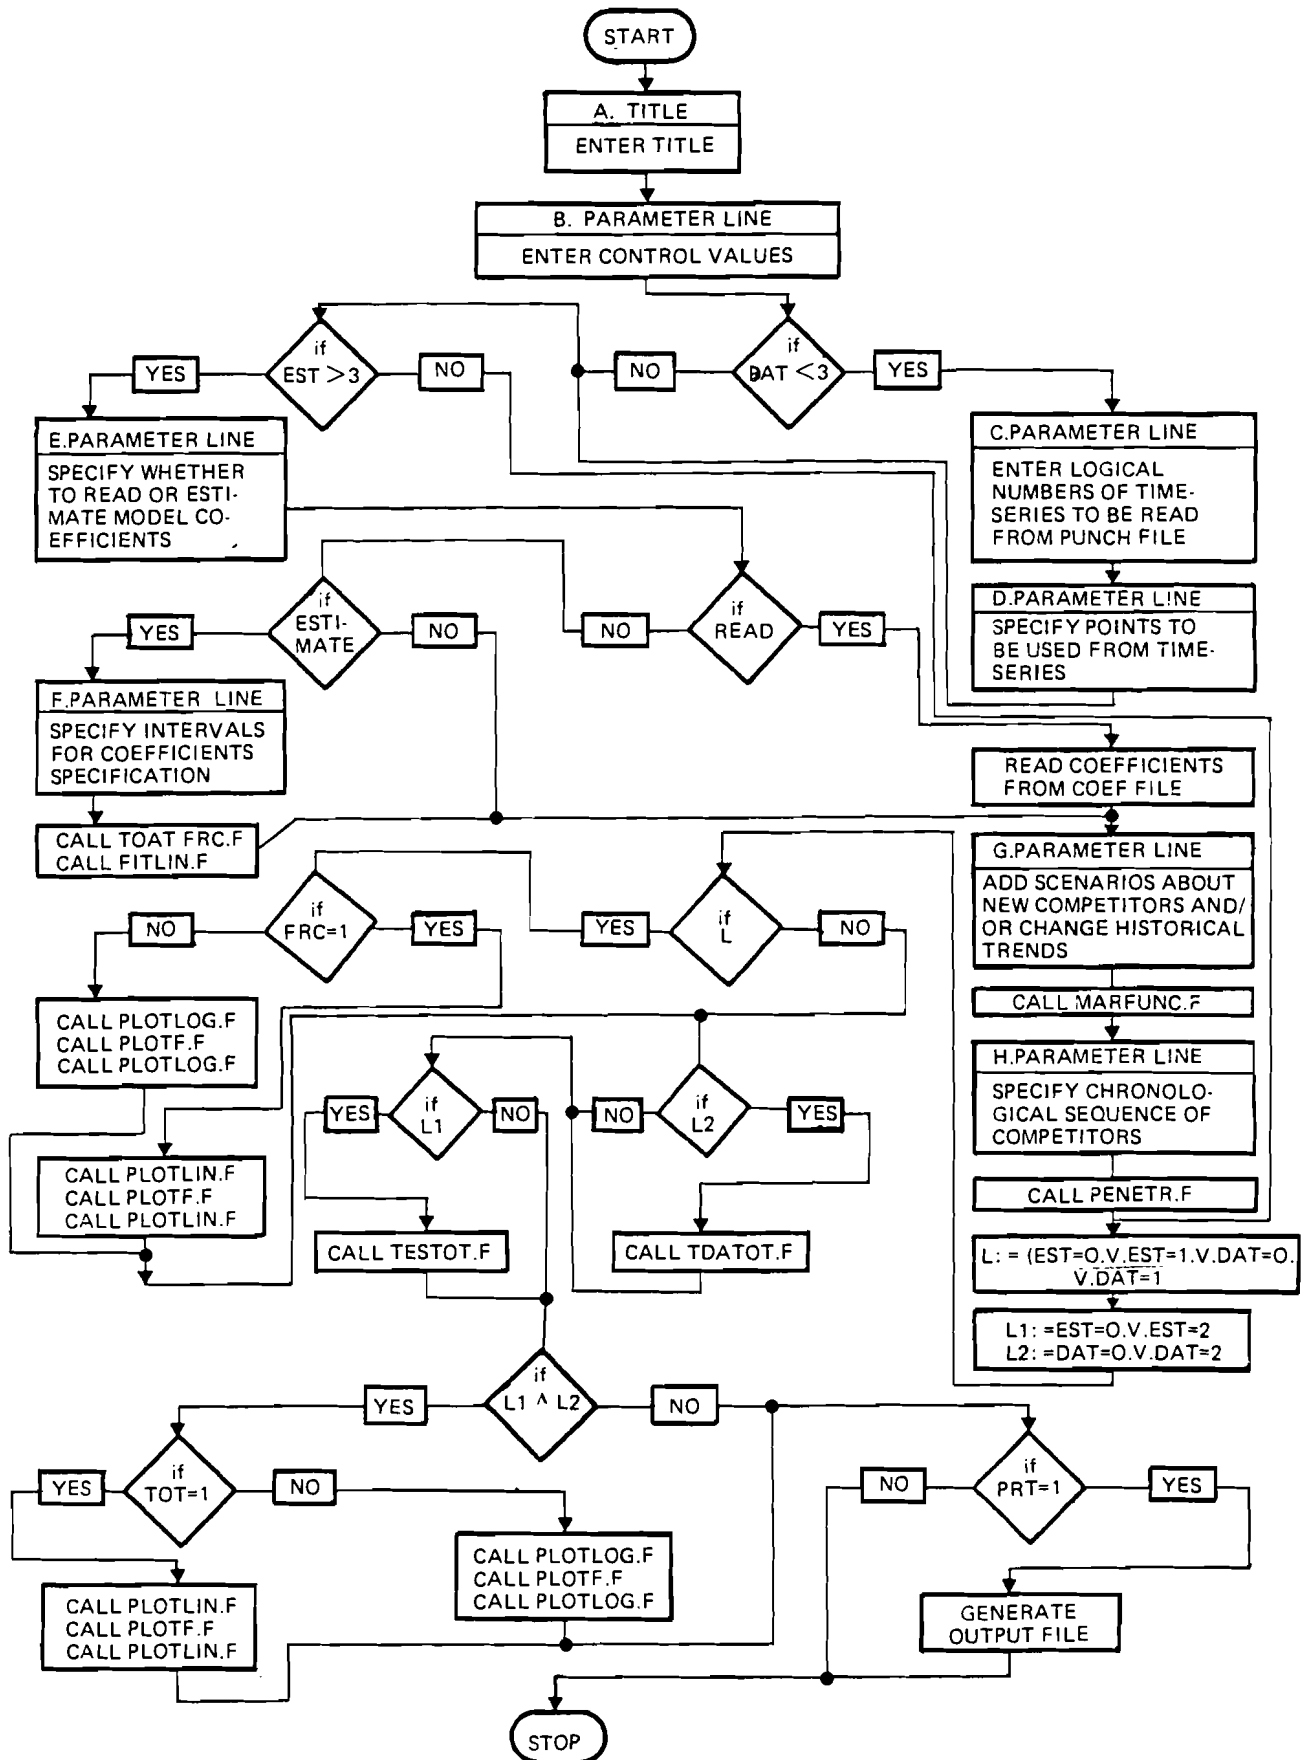 START
A. TITLE
ENTER TITLE
B. PARAMETER LINE
ENTER CONTROL VALUES
if
EST >3
YES
NO
if
DAT <3
NO
YES
E.PARAMETER LINE
SPECIFY WHETHER
TO READ OR ESTI-
MATE MODEL CO-
EFFICIENTS
C.PARAMETER LINE
ENTER LOGICAL
NUMBERS OF TIME-
SERIES TO BE READ
FROM PUNCH FILE
D.PARAMETER LINE
SPECIFY POINTS TO
BE USED FROM TIME-
SERIES
YES
if
ESTI-
MATE
NO
NO
if
READ
YES
F.PARAMETER LINE
SPECIFY INTERVALS
FOR COEFFICIENTS
SPECIFICATION
READ COEFFICIENTS
FROM COEF FILE
CALL TOAT FRC.F
CALL FITLIN.F
G.PARAMETER LINE
ADD SCENARIOS ABOUT
NEW COMPETITORS AND/
OR CHANGE HISTORICAL
TRENDS
NO
if
FRC=1
YES
YES
if
L
NO
CALL MARFUNC.F
CALL PLOTLOG.F
CALL PLOTF.F
CALL PLOTLOG.F
H.PARAMETER LINE
SPECIFY CHRONOLO-
GICAL SEQUENCE OF
COMPETITORS
YES
if
L1
NO
NO
if
L2
YES
CALL PLOTLIN.F
CALL PLOTF.F
CALL PLOTLIN.F
CALL PENETR.F
CALL TESTOT.F
CALL TDATOT.F
L: = (EST=O.V.EST=1.V.DAT=O.
V.DAT=1
L1: =EST=O.V.EST=2
L2: =DAT=O.V.DAT=2
YES
if
L1 ^ L2
NO
YES
if
TOT=1
NO
NO
if
PRT=1
YES
CALL PLOTLOG.F
CALL PLOTF.F
CALL PLOTLOG.F
CALL PLOTLIN.F
CALL PLOTF.F
CALL PLOTLIN.F
GENERATE
OUTPUT FILE
STOP